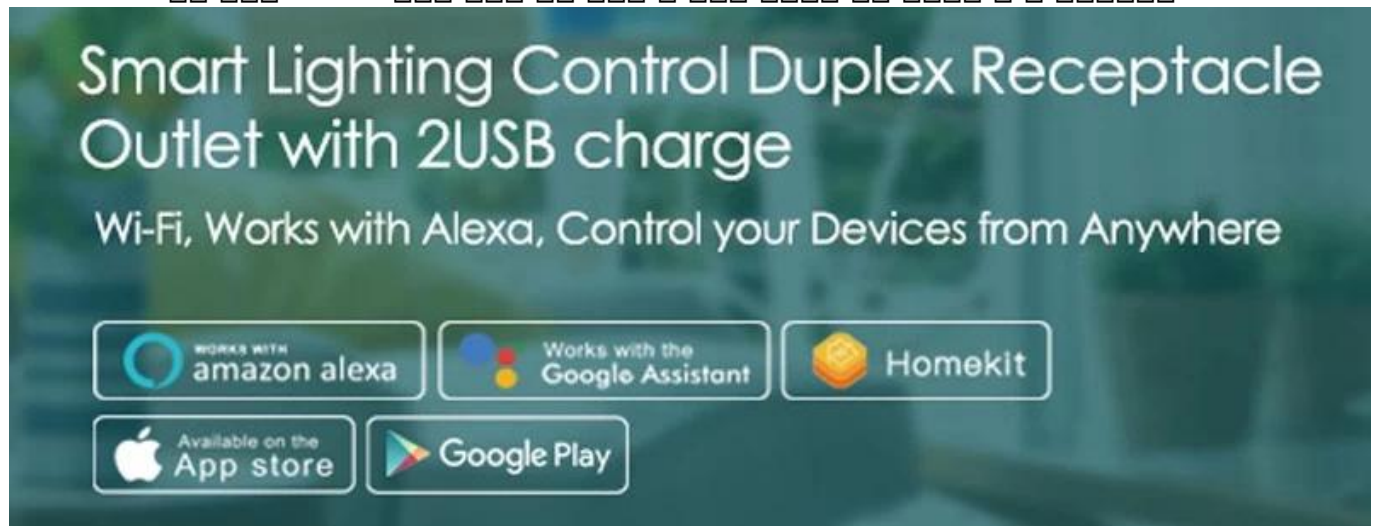 Smart Lighting Control Duplex Receptacle
Outlet with 2USB charge
Wi-Fi, Works with Alexa, Control your Devices from Anywhere
WORKS WITH
amazon alexa
Works with the
Google Assistant
Homekit
Available on the
App store
Google Play